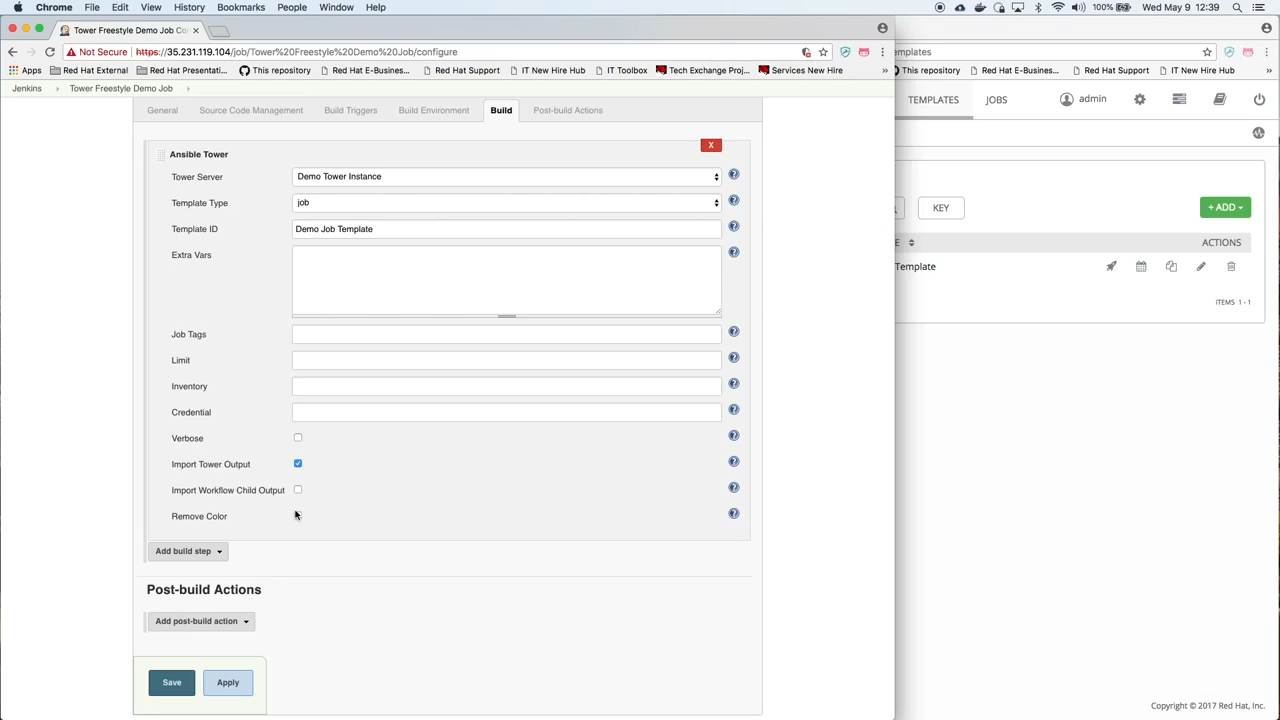 Chrome File Edit View History Bookmarks People Window Help 100% Wed May 9 12:39
Tower Freestyle Demo Job Co
Not Secure https://35.231.119.104/job/Tower%20Freestyle%20Demo%20Job/configure
emplates
Apps Red Hat External Red Hat Presentati... This repository Red Hat E-Busines... Red Hat Support IT New Hire Hub IT Toolbox Tech Exchange Proj... Services New Hire »
This repository Red Hat E-Business... Red Hat Support IT New Hire Hub »
Jenkins Tower Freestyle Demo Job
TEMPLATES JOBS admin
General Source Code Management Build Triggers Build Environment Build Post-build Actions
Ansible Tower X
Tower Server Demo Tower Instance
Template Type job
Template ID Demo Job Template
Extra Vars
Job Tags
Limit
Inventory
Credential
Verbose
Import Tower Output
Import Workflow Child Output
Remove Color
Add build step
Post-build Actions
Add post-build action
Save Apply
KEY + ADD
E ACTIONS
Template
ITEMS 1 - 1
Copyright © 2017 Red Hat, Inc.